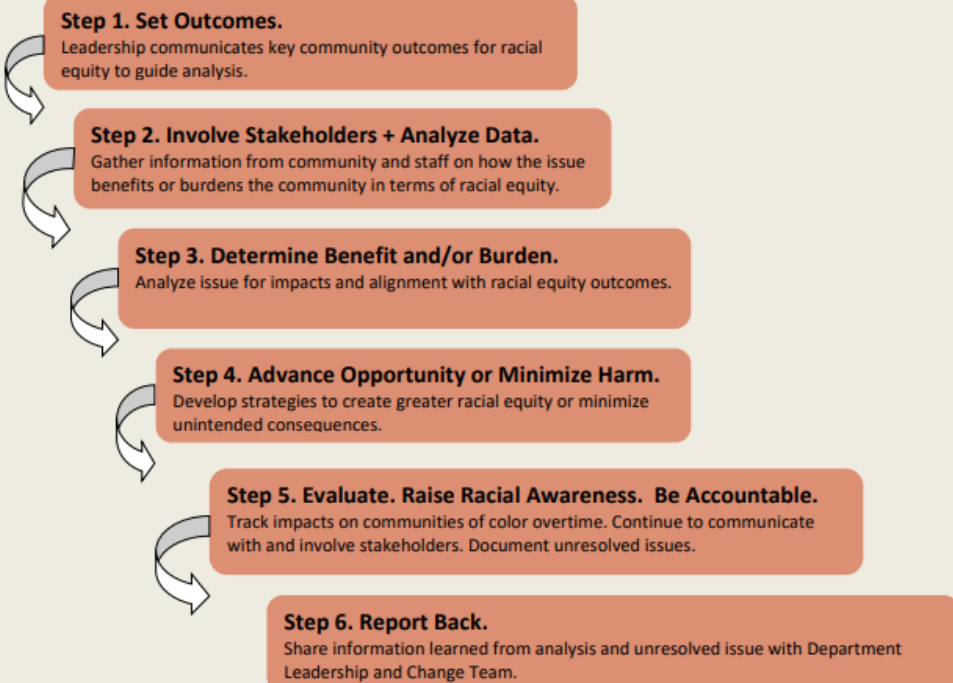 Step 1. Set Outcomes.
Leadership communicates key community outcomes for racial
equity to guide analysis.
Step 2. Involve Stakeholders + Analyze Data.
Gather information from community and staff on how the issue
benefits or burdens the community in terms of racial equity.
Step 3. Determine Benefit and/or Burden.
Analyze issue for impacts and alignment with racial equity outcomes.
Step 4. Advance Opportunity or Minimize Harm.
Develop strategies to create greater racial equity or minimize
unintended consequences.
Step 5. Evaluate. Raise Racial Awareness.  Be Accountable.
Track impacts on communities of color overtime. Continue to communicate
with and involve stakeholders. Document unresolved issues.
Step 6. Report Back.
Share information learned from analysis and unresolved issue with Department
Leadership and Change Team.